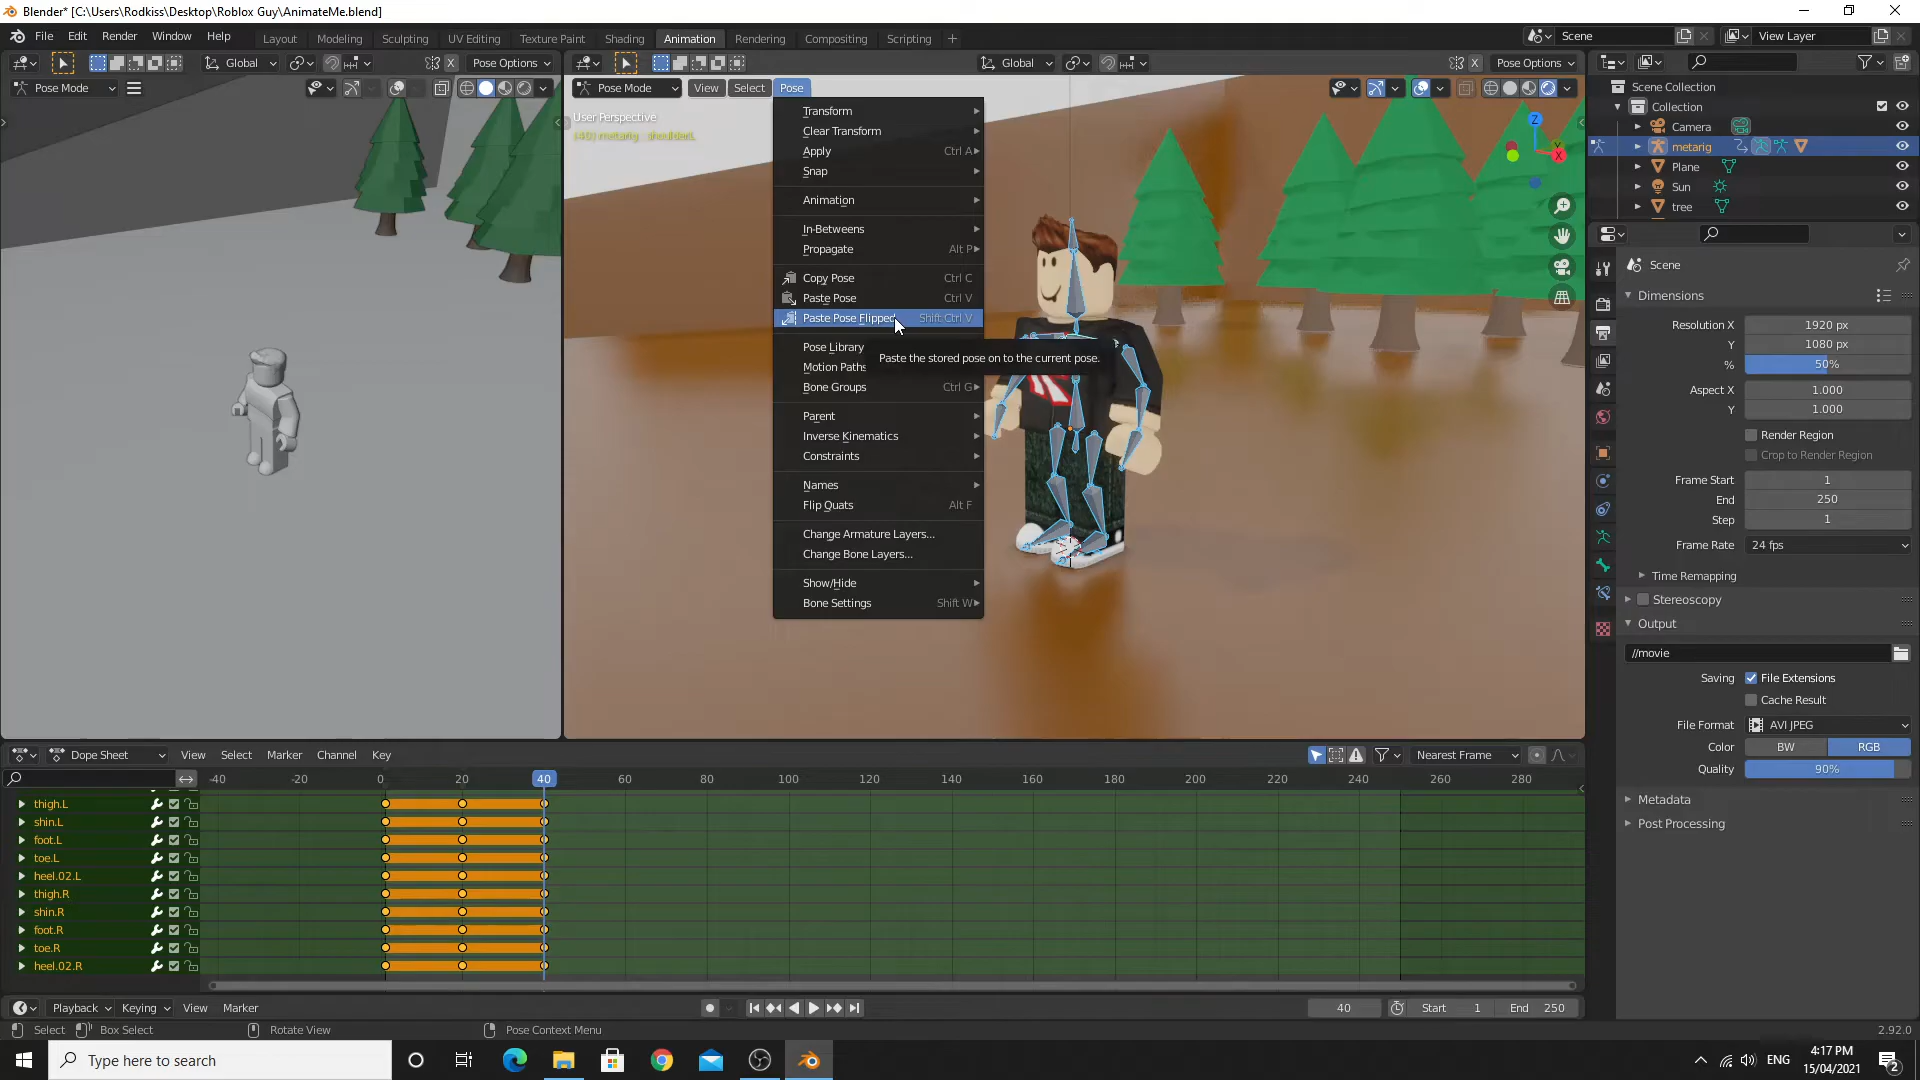 Blender* [C:\Users\Rodkiss\Desktop\Roblox Guy\AnimateMe.blend]
File Edit Render Window Help
Layout Modeling Sculpting UV Editing Texture Paint Shading Animation Rendering Compositing Scripting +
Scene View Layer
Global Pose Options
Global Pose Options
Pose Mode
Pose Mode View Select Pose
User Perspective
(40) metarig : shoulder.L
Transform
Clear Transform
Apply Ctrl A
Snap
Animation
In-Betweens
Propagate Alt P
Copy Pose Ctrl C
Paste Pose Ctrl V
Paste Pose Flipped Shift Ctrl V
Paste the stored pose on to the current pose.
Pose Library
Motion Paths
Bone Groups Ctrl G
Parent
Inverse Kinematics
Constraints
Names
Flip Quats Alt F
Change Armature Layers...
Change Bone Layers...
Show/Hide
Bone Settings Shift W
Z
Y
X
Scene Collection
Collection
Camera
metarig
Plane
Sun
tree
Scene
Dimensions
Resolution X 1920 px
Y 1080 px
% 50%
Aspect X 1.000
Y 1.000
Render Region
Crop to Render Region
Frame Start 1
End 250
Step 1
Frame Rate 24 fps
Time Remapping
Stereoscopy
Output
//movie
Saving File Extensions
Cache Result
File Format AVI JPEG
Color BW RGB
Quality 90%
Metadata
Post Processing
Dope Sheet View Select Marker Channel Key
Nearest Frame
-40 -20 0 20 40 60 80 100 120 140 160 180 200 220 240 260 280
thigh.L
shin.L
foot.L
toe.L
heel.02.L
thigh.R
shin.R
foot.R
toe.R
heel.02.R
Playback Keying View Marker
40 Start 1 End 250
Select Box Select Rotate View Pose Context Menu
2.92.0
Type here to search
ENG
4:17 PM
15/04/2021
2